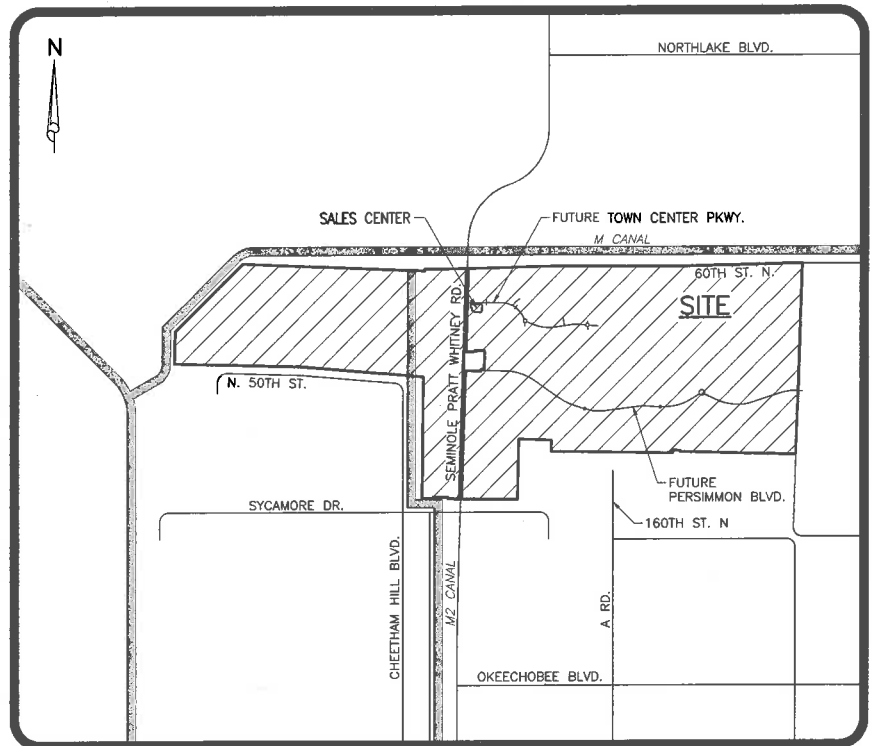 N
NORTHLAKE BLVD.
SALES CENTER
FUTURE TOWN CENTER PKWY.
M CANAL
60TH ST. N.
SITE
SEMINOLE PRATT WHITNEY RD.
N. 50TH ST.
FUTURE
PERSIMMON BLVD.
SYCAMORE DR.
160TH ST. N
CHEETHAM HILL BLVD.
M2 CANAL
A RD.
OKEECHOBEE BLVD.